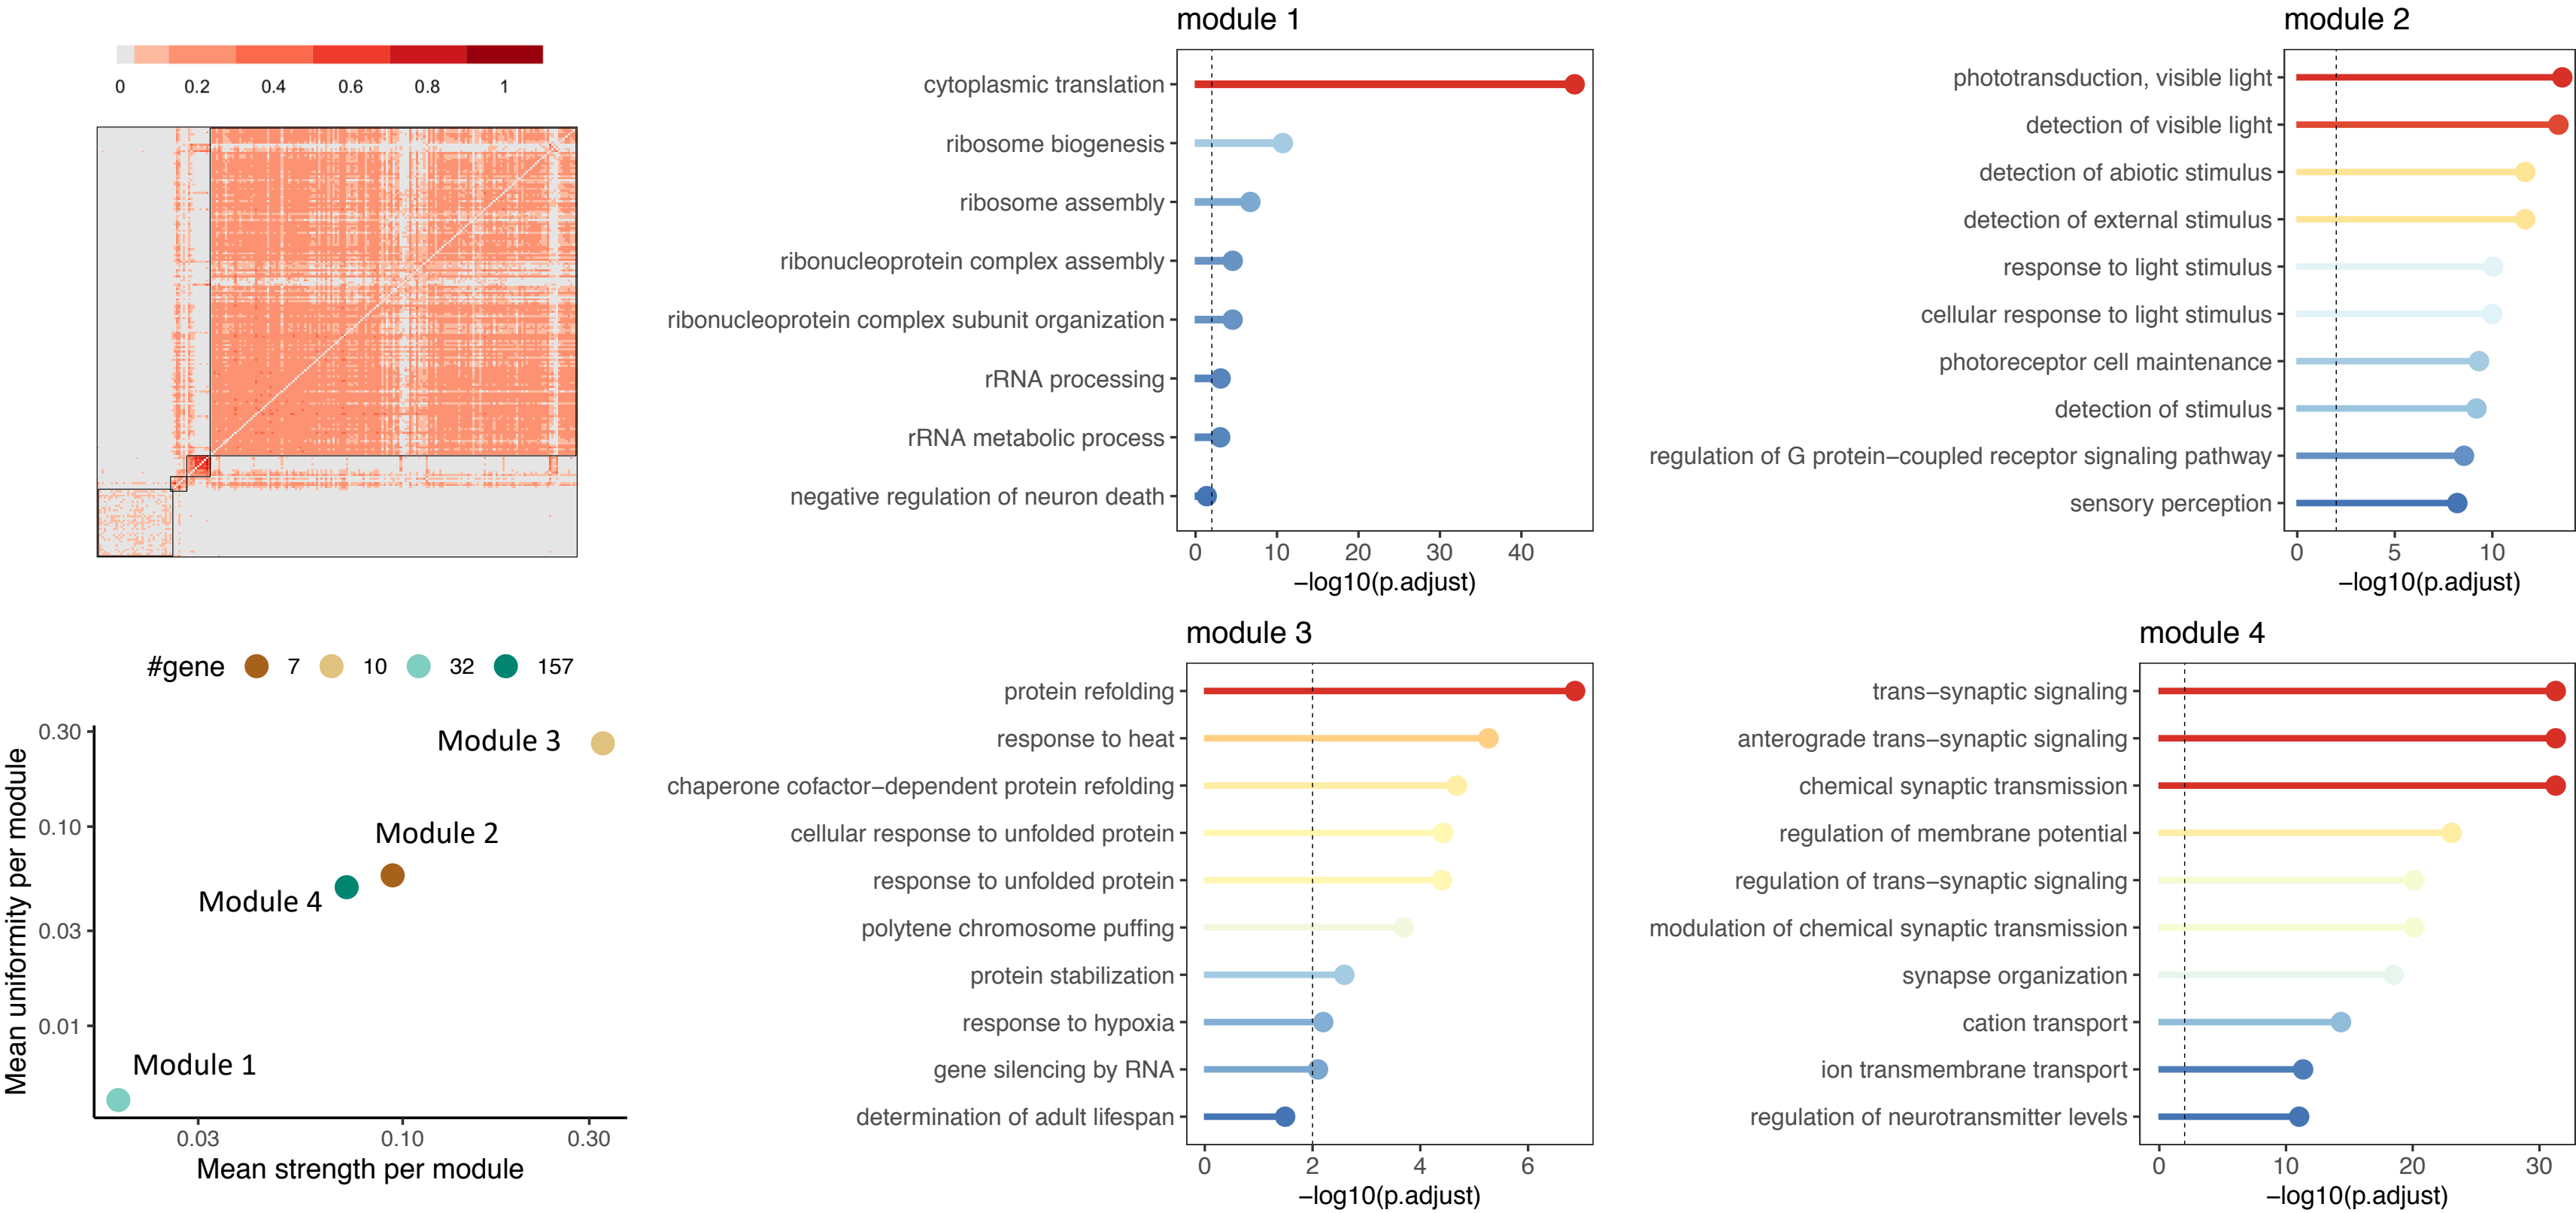 0 0.2 0.4 0.6 0.8 1
module 1
cytoplasmic translation
ribosome biogenesis
ribosome assembly
ribonucleoprotein complex assembly
ribonucleoprotein complex subunit organization
rRNA processing
rRNA metabolic process
negative regulation of neuron death
0 10 20 30 40
−log10(p.adjust)
module 2
phototransduction, visible light
detection of visible light
detection of abiotic stimulus
detection of external stimulus
response to light stimulus
cellular response to light stimulus
photoreceptor cell maintenance
detection of stimulus
regulation of G protein−coupled receptor signaling pathway
sensory perception
0 5 10
−log10(p.adjust)
#gene 7 10 32 157
Mean uniformity per module
0.30
0.10
0.03
0.01
Module 3
Module 2
Module 4
Module 1
0.03 0.10 0.30
Mean strength per module
module 3
protein refolding
response to heat
chaperone cofactor−dependent protein refolding
cellular response to unfolded protein
response to unfolded protein
polytene chromosome puffing
protein stabilization
response to hypoxia
gene silencing by RNA
determination of adult lifespan
0 2 4 6
−log10(p.adjust)
module 4
trans−synaptic signaling
anterograde trans−synaptic signaling
chemical synaptic transmission
regulation of membrane potential
regulation of trans−synaptic signaling
modulation of chemical synaptic transmission
synapse organization
cation transport
ion transmembrane transport
regulation of neurotransmitter levels
0 10 20 30
−log10(p.adjust)